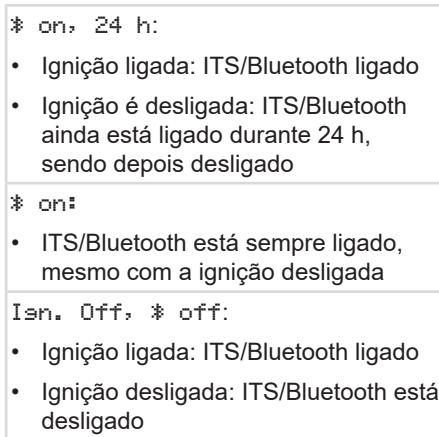 * on, 24 h:
• Ignição ligada: ITS/Bluetooth ligado
• Ignição é desligada: ITS/Bluetooth
ainda está ligado durante 24 h,
sendo depois desligado
* on:
• ITS/Bluetooth está sempre ligado,
mesmo com a ignição desligada
Ign. Off, * off:
• Ignição ligada: ITS/Bluetooth ligado
• Ignição desligada: ITS/Bluetooth está
desligado